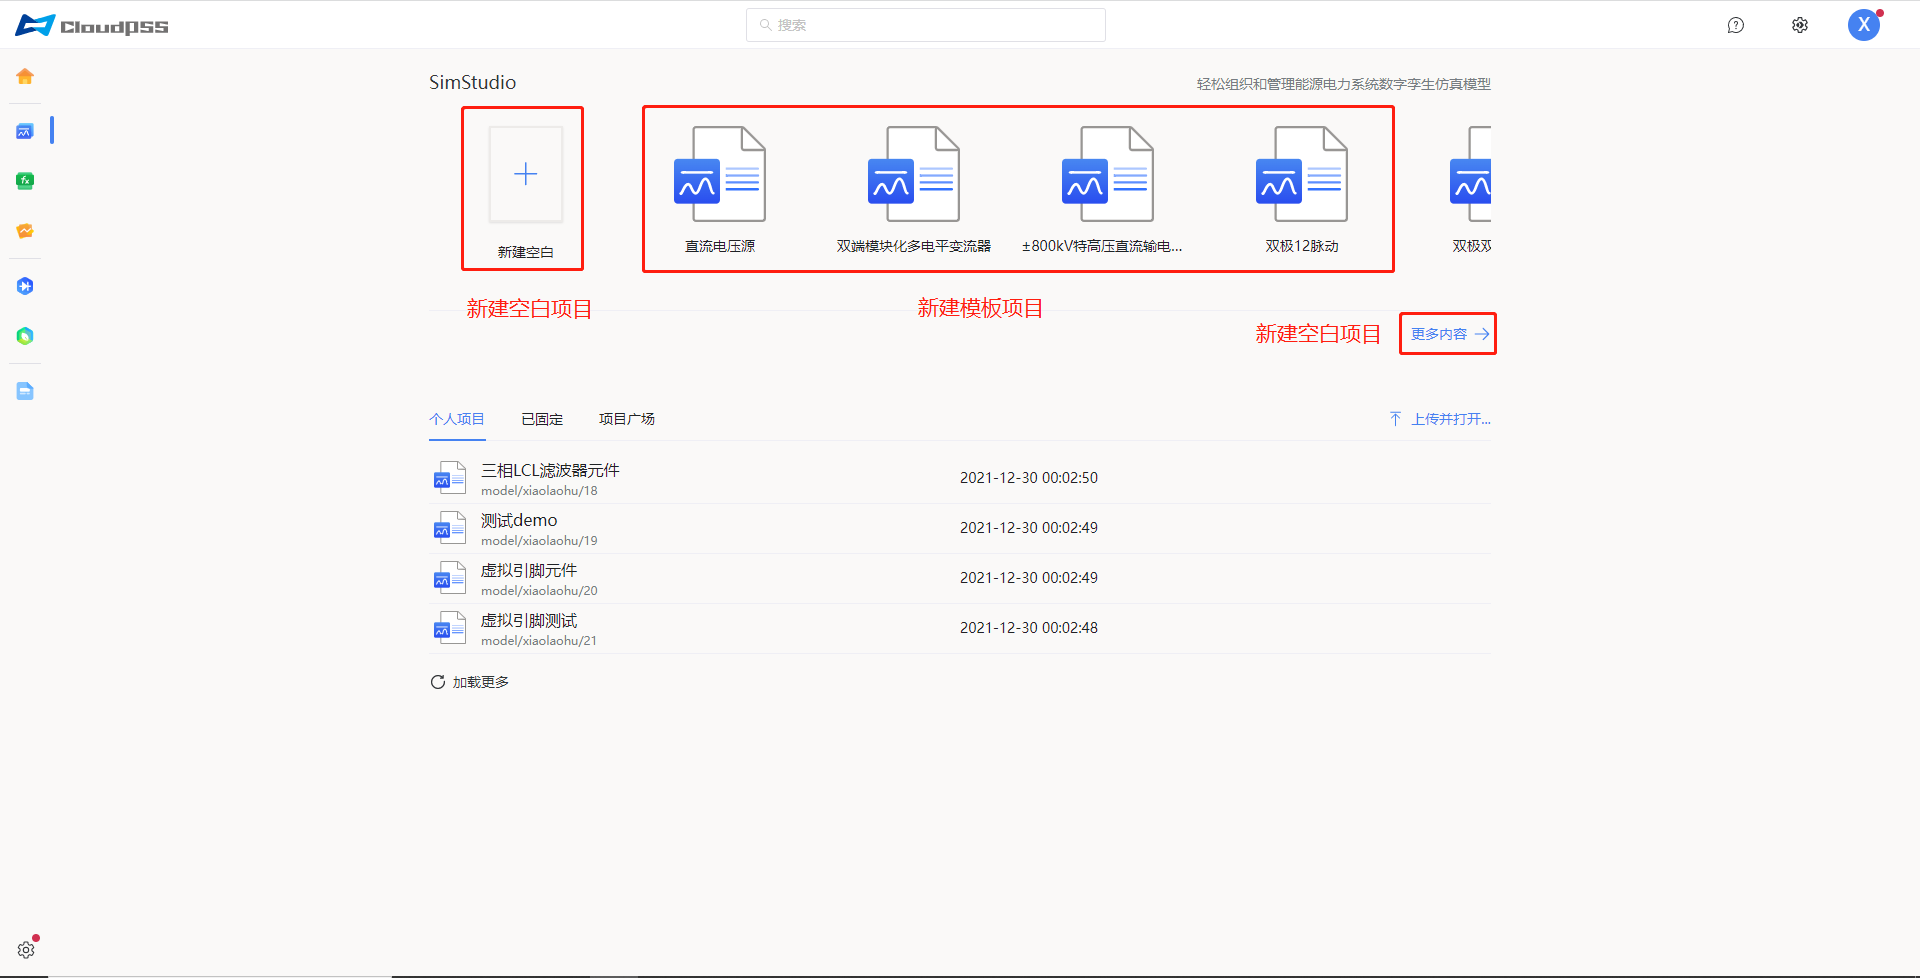 CloudPSS
搜索
X
SimStudio
轻松组织和管理能源电力系统数字孪生仿真模型
新建空白
直流电压源
双端模块化多电平变流器
±800kV特高压直流输电...
双极12脉动
双极双
新建空白项目
新建模板项目
新建空白项目
更多内容
个人项目
已固定
项目广场
上传并打开...
三相LCL滤波器元件
model/xiaolaohu/18
2021-12-30 00:02:50
测试demo
model/xiaolaohu/19
2021-12-30 00:02:49
虚拟引脚元件
model/xiaolaohu/20
2021-12-30 00:02:49
虚拟引脚测试
model/xiaolaohu/21
2021-12-30 00:02:48
加载更多